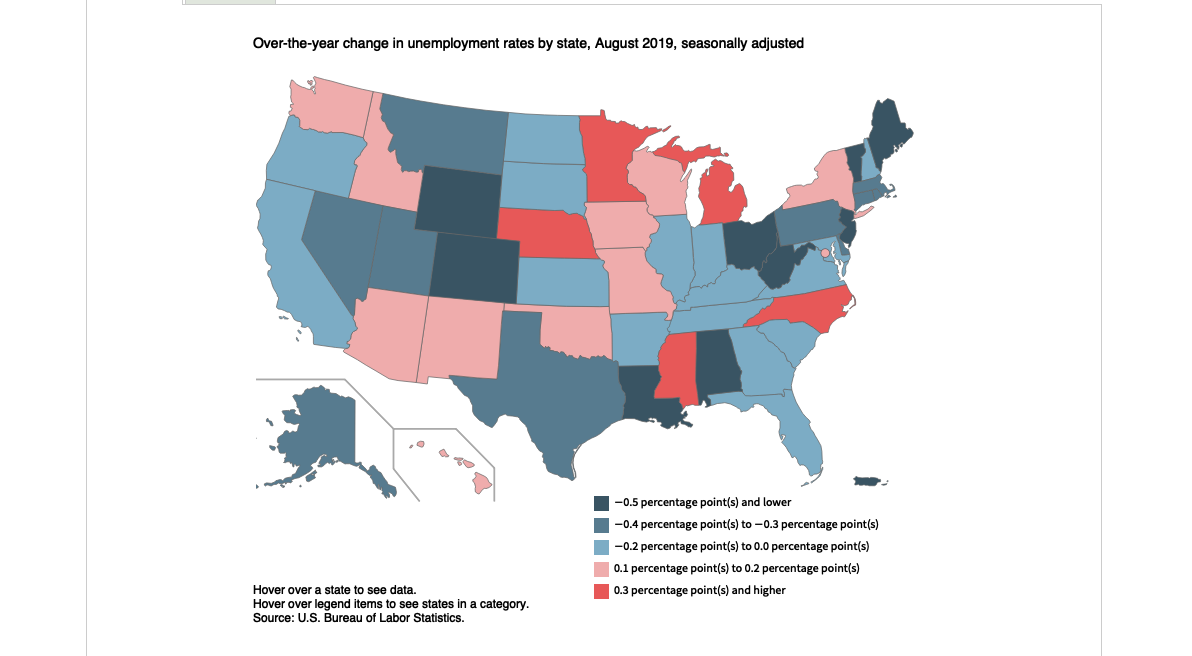 Over-the-year change in unemployment rates by state, August 2019, seasonally adjusted
−0.5 percentage point(s) and lower
−0.4 percentage point(s) to −0.3 percentage point(s)
−0.2 percentage point(s) to 0.0 percentage point(s)
0.1 percentage point(s) to 0.2 percentage point(s)
0.3 percentage point(s) and higher
Hover over a state to see data.
Hover over legend items to see states in a category.
Source: U.S. Bureau of Labor Statistics.